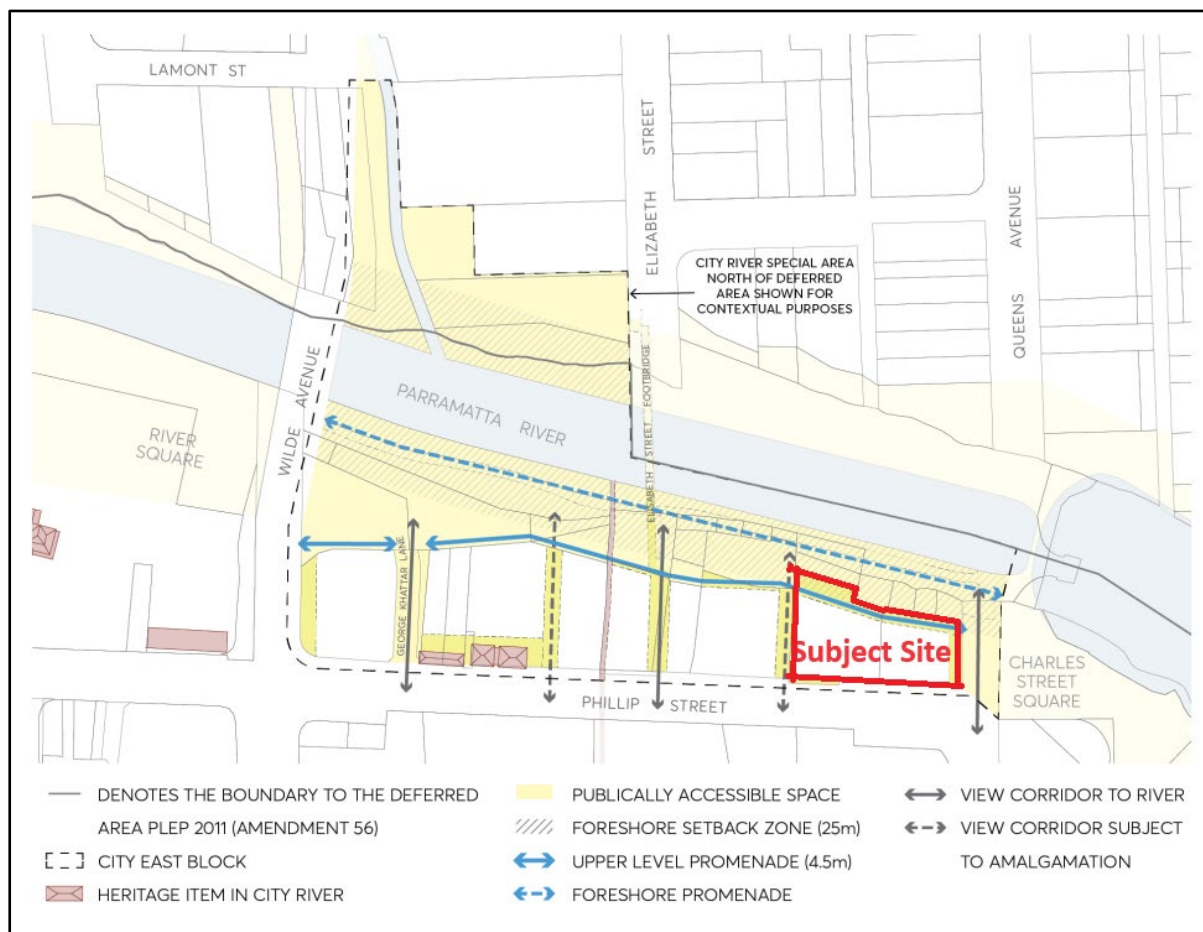 LAMONT ST
ELIZABETH STREET
QUEENS AVENUE
CITY RIVER SPECIAL AREA
NORTH OF DEFERRED
AREA SHOWN FOR
CONTEXTUAL PURPOSES
WILDE AVENUE
PARRAMATTA RIVER
ELISABETH STREET FOOTBRIDGE
RIVER
SQUARE
GEORGE KHATTAR LANE
Subject Site
CHARLES
STREET
SQUARE
PHILLIP STREET
DENOTES THE BOUNDARY TO THE DEFERRED
AREA PLEP 2011 (AMENDMENT 56)
CITY EAST BLOCK
HERITAGE ITEM IN CITY RIVER
PUBLICALLY ACCESSIBLE SPACE
FORESHORE SETBACK ZONE (25m)
UPPER LEVEL PROMENADE (4.5m)
FORESHORE PROMENADE
VIEW CORRIDOR TO RIVER
VIEW CORRIDOR SUBJECT
TO AMALGAMATION